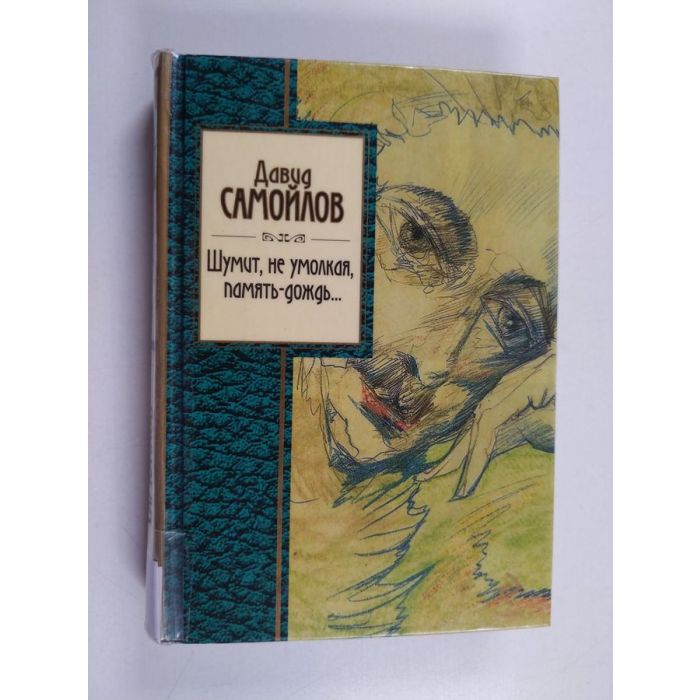 Давид
САМОЙЛОВ
Шумит, не умолкая,
память-дождь...